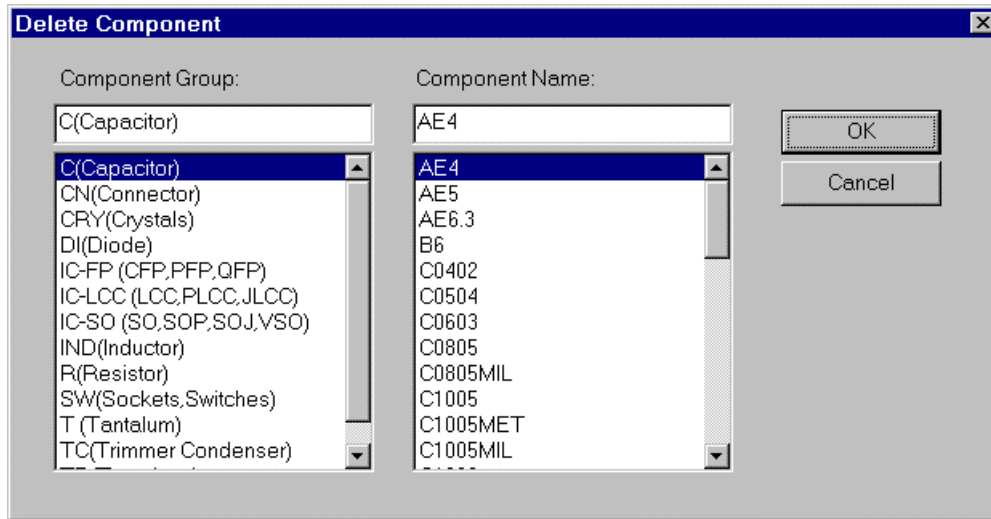 Delete Component
Component Group:
C(Capacitor)
C(Capacitor)
CN(Connector)
CRY(Crystals)
DI(Diode)
IC-FP (CFP,PFP,QFP)
IC-LCC (LCC,PLCC,JLCC)
IC-SO (SO,SOP,SOJ,VSO)
IND(Inductor)
R(Resistor)
SW(Sockets,Switches)
T (Tantalum)
TC(Trimmer Condenser)
Component Name:
AE4
AE4
AE5
AE6.3
B6
C0402
C0504
C0603
C0805
C0805MIL
C1005
C1005MET
C1005MIL
OK
Cancel